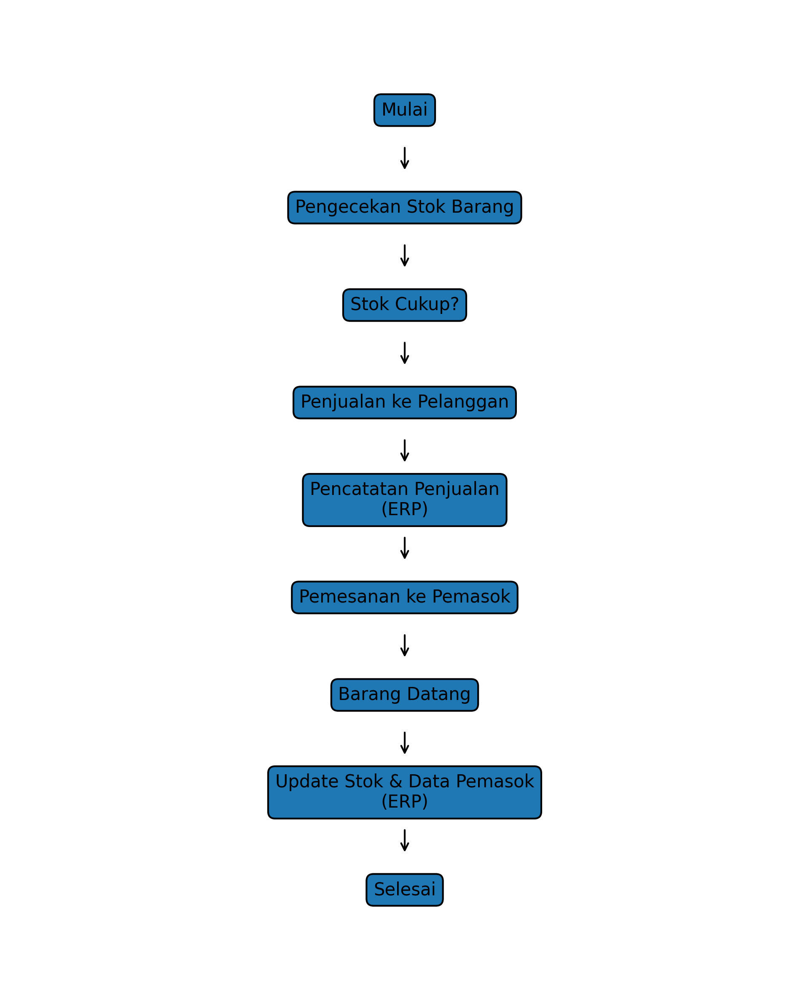 Mulai
Pengecekan Stok Barang
Stok Cukup?
Penjualan ke Pelanggan
Pencatatan Penjualan
(ERP)
Pemesanan ke Pemasok
Barang Datang
Update Stok & Data Pemasok
(ERP)
Selesai